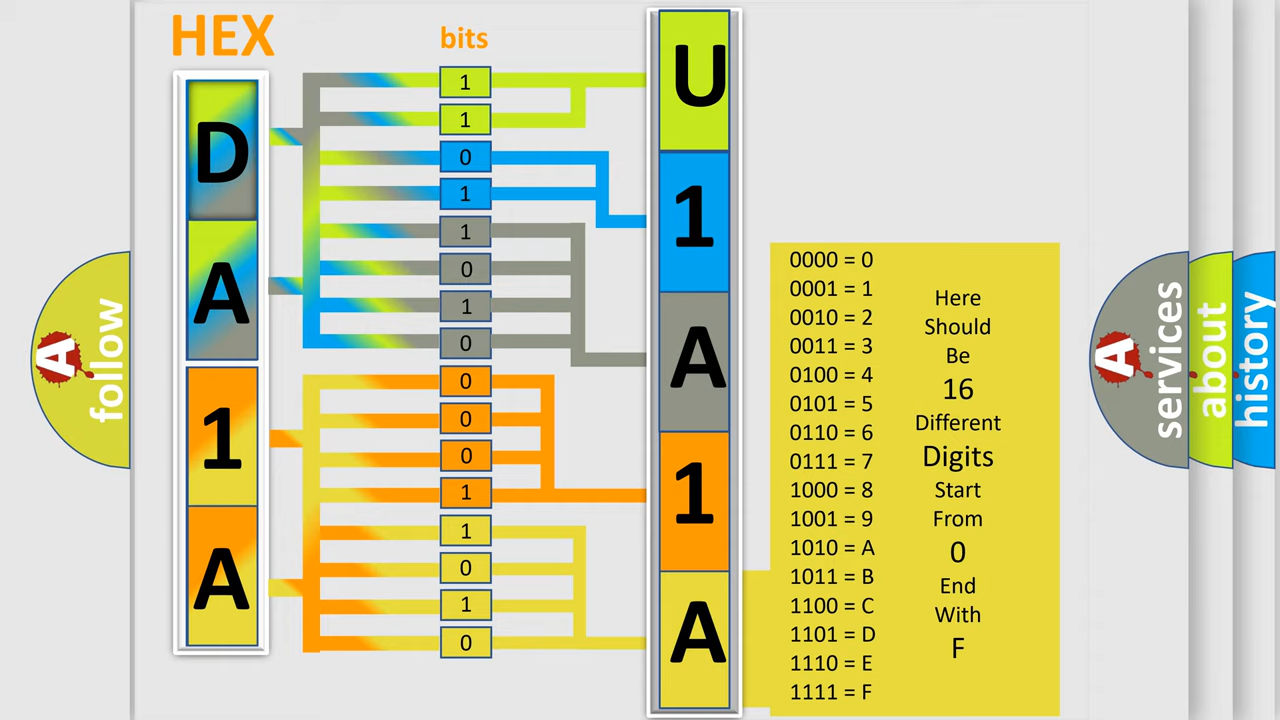 HEX
bits
D
A
1
A
1
1
0
1
1
0
1
0
0
0
0
1
1
0
1
0
U
1
A
1
A
0000 = 0
0001 = 1
0010 = 2
0011 = 3
0100 = 4
0101 = 5
0110 = 6
0111 = 7
1000 = 8
1001 = 9
1010 = A
1011 = B
1100 = C
1101 = D
1110 = E
1111 = F
Here
Should
Be
16
Different
Digits
Start
From
0
End
With
F
A
follow
A
services
about
history